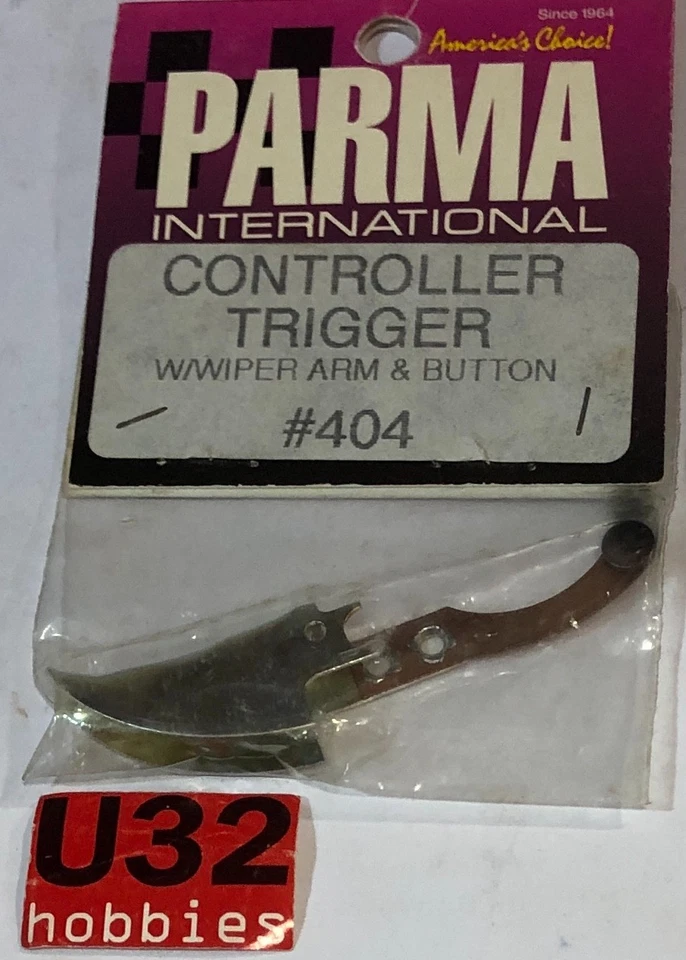 Since 1964
America's Choice!
PARMA
INTERNATIONAL
CONTROLLER
TRIGGER
W/WIPER ARM & BUTTON
#404
U32
hobbies